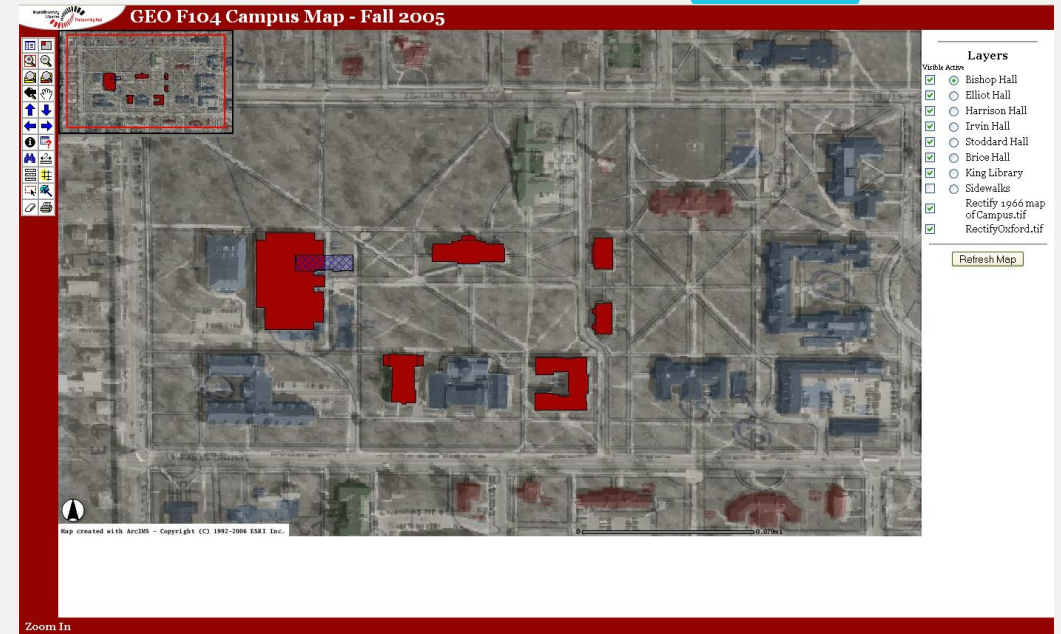 GEO F104 Campus Map - Fall 2005
Layers
Visible Active
Bishop Hall
Elliot Hall
Harrison Hall
Irvin Hall
Stoddard Hall
Brice Hall
King Library
Sidewalks
Rectify 1966 map
of Campus.tif
RectifyOxford.tif
Refresh Map
Map created with ArcIMS - Copyright (C) 1992-2006 ESRI Inc.
0
0.079mi
Zoom In